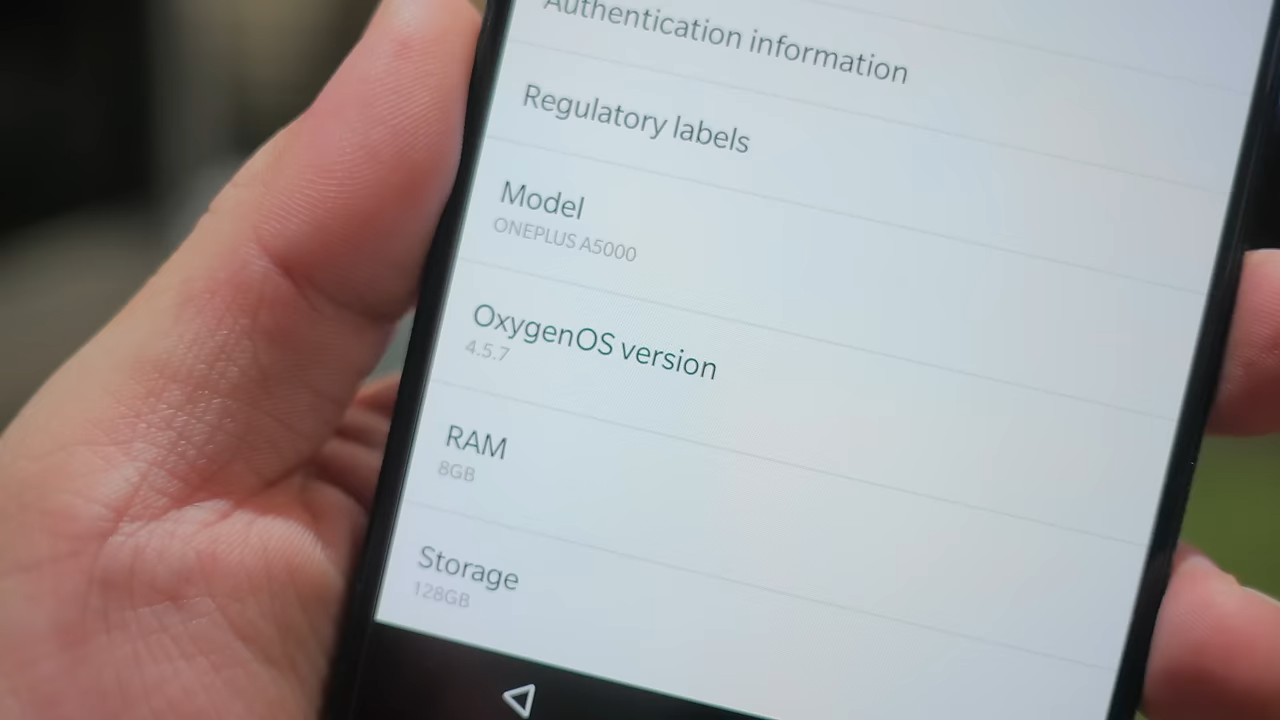 Authentication information
Regulatory labels
Model
ONEPLUS A5000
OxygenOS version
4.5.7
RAM
8GB
Storage
128GB